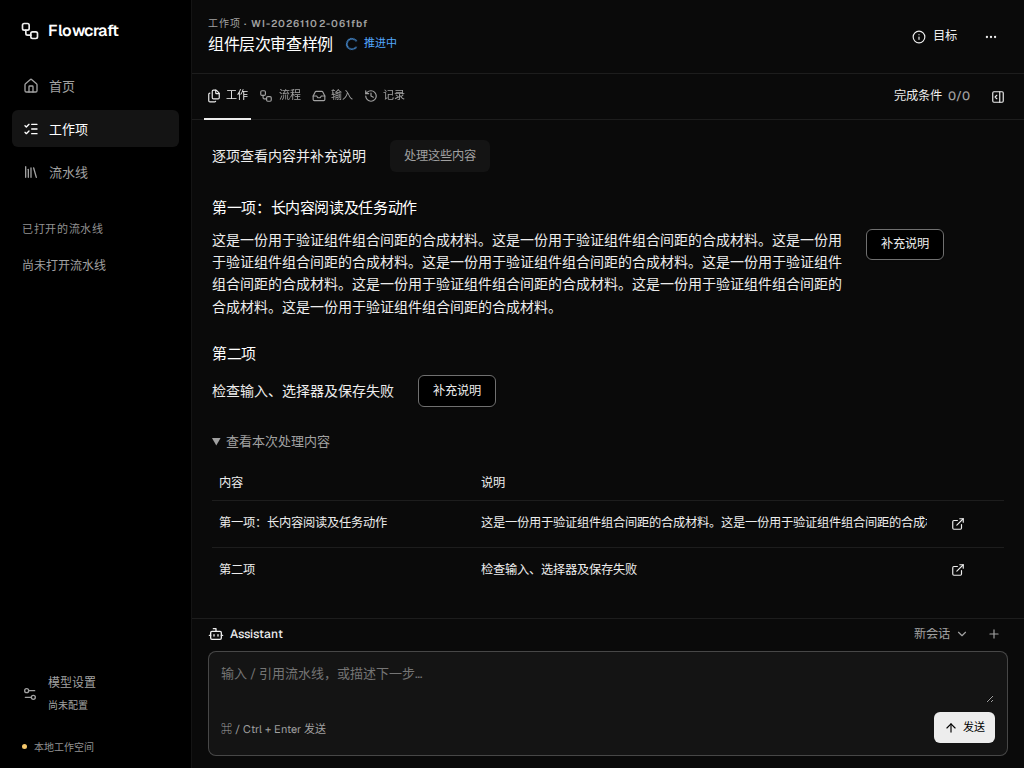 Flowcraft
首页
工作项
流水线
已打开的流水线
尚未打开流水线
模型设置
尚未配置
本地工作空间
工作项 · WI-20261102-061fbf
组件层次审查样例 推进中
目标
工作 流程 输入 记录
完成条件 0/0
逐项查看内容并补充说明 处理这些内容
第一项：长内容阅读及任务动作
这是一份用于验证组件组合间距的合成材料。这是一份用于验证组件组合间距的合成材料。这是一份用
于验证组件组合间距的合成材料。这是一份用于验证组件组合间距的合成材料。这是一份用于验证组件
组合间距的合成材料。这是一份用于验证组件组合间距的合成材料。这是一份用于验证组件组合间距的
合成材料。这是一份用于验证组件组合间距的合成材料。
补充说明
第二项
检查输入、选择器及保存失败 补充说明
查看本次处理内容
内容 说明
第一项：长内容阅读及任务动作 这是一份用于验证组件组合间距的合成材料。这是一份用于验证组件组合间距的合成
第二项 检查输入、选择器及保存失败
Assistant 新会话
输入 / 引用流水线，或描述下一步…
⌘ / Ctrl + Enter 发送
发送